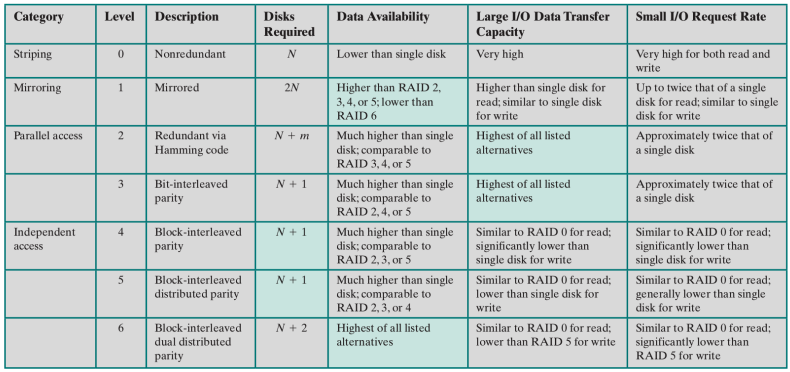 Category Level Description Disks Required Data Availability Large I/O Data Transfer Capacity Small I/O Request Rate
Striping 0 Nonredundant N Lower than single disk Very high Very high for both read and write
Mirroring 1 Mirrored 2N Higher than RAID 2, 3, 4, or 5; lower than RAID 6 Higher than single disk for read; similar to single disk for write Up to twice that of a single disk for read; similar to single disk for write
Parallel access 2 Redundant via Hamming code N + m Much higher than single disk; comparable to RAID 3, 4, or 5 Highest of all listed alternatives Approximately twice that of a single disk
3 Bit-interleaved parity N + 1 Much higher than single disk; comparable to RAID 2, 4, or 5 Highest of all listed alternatives Approximately twice that of a single disk
Independent access 4 Block-interleaved parity N + 1 Much higher than single disk; comparable to RAID 2, 3, or 5 Similar to RAID 0 for read; significantly lower than single disk for write Similar to RAID 0 for read; significantly lower than single disk for write
5 Block-interleaved distributed parity N + 1 Much higher than single disk; comparable to RAID 2, 3, or 4 Similar to RAID 0 for read; lower than single disk for write Similar to RAID 0 for read; generally lower than single disk for write
6 Block-interleaved dual distributed parity N + 2 Highest of all listed alternatives Similar to RAID 0 for read; lower than RAID 5 for write Similar to RAID 0 for read; significantly lower than RAID 5 for write